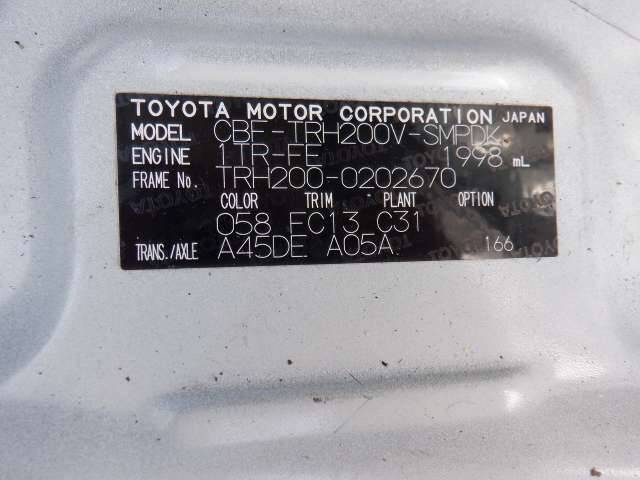 TOYOTA MOTOR CORPORATION JAPAN
MODEL CBF-TRH200V-SMPDK
ENGINE 1TR-FE 1998 mL
FRAME No. TRH200-0202670
COLOR TRIM PLANT OPTION
058 EC13 C31
TRANS./AXLE A45DE A05A 166